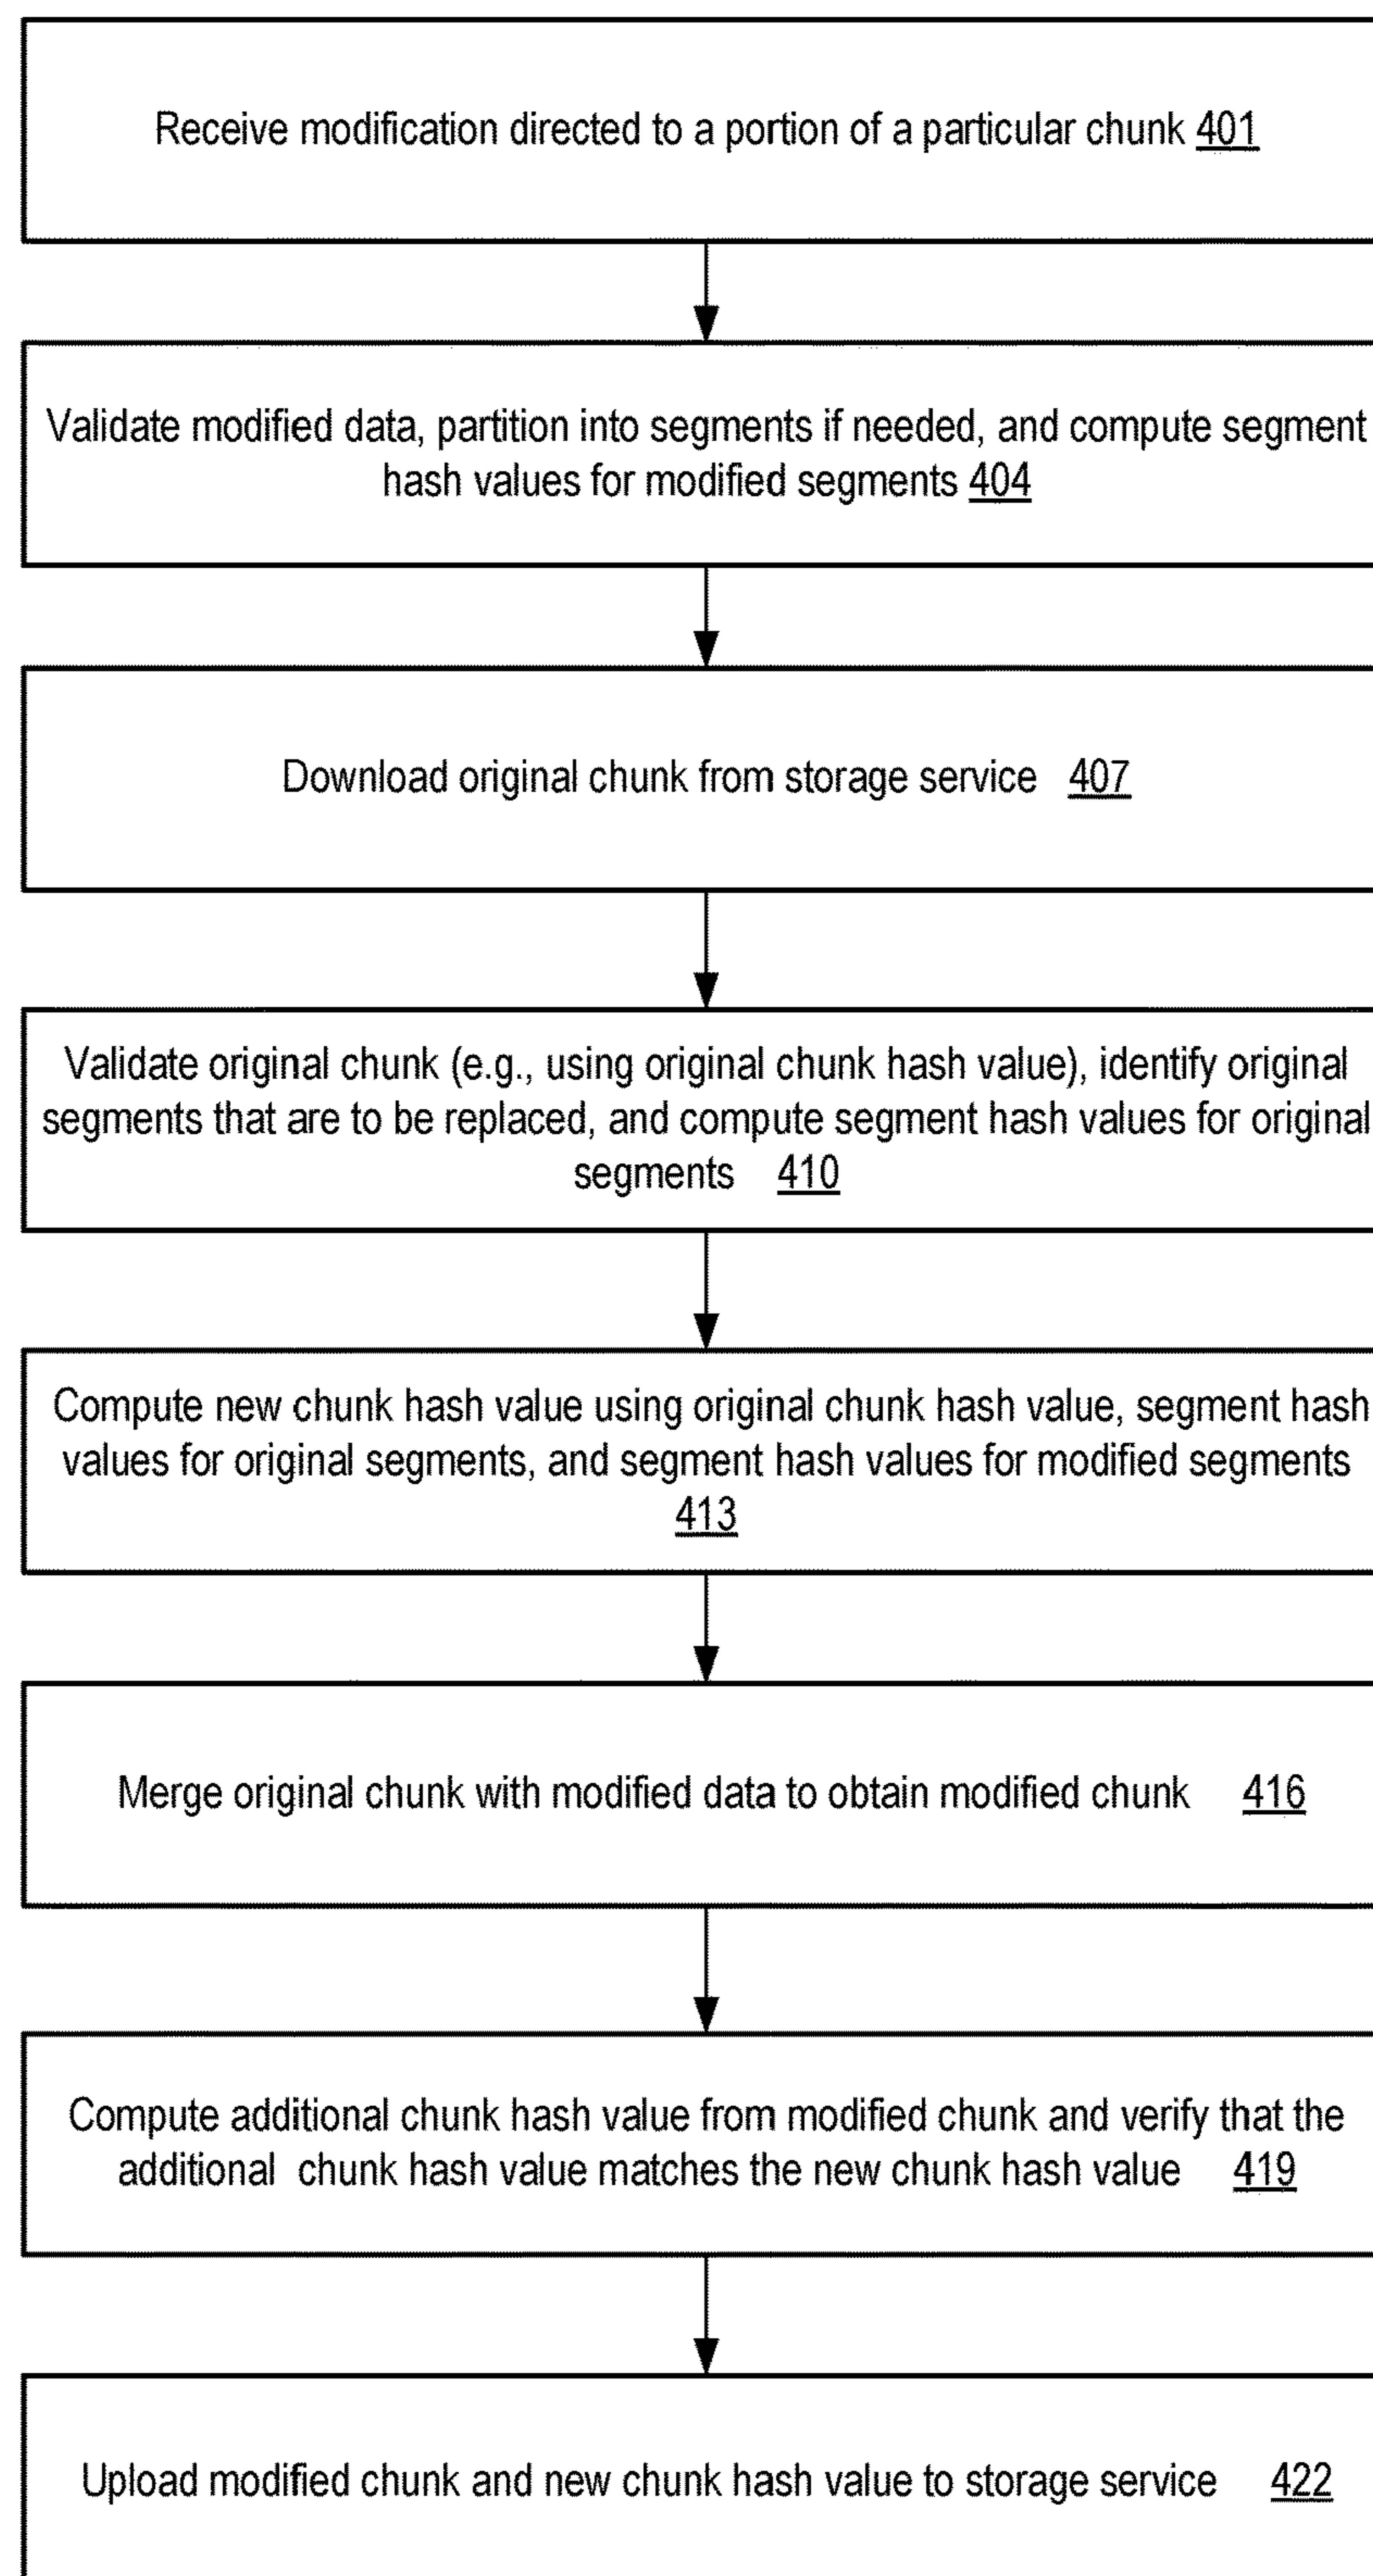 Receive modification directed to a portion of a particular chunk 401
Validate modified data, partition into segments if needed, and compute segment
hash values for modified segments 404
Download original chunk from storage service 407
Validate original chunk (e.g., using original chunk hash value), identify original
segments that are to be replaced, and compute segment hash values for original
segments 410
Compute new chunk hash value using original chunk hash value, segment hash
values for original segments, and segment hash values for modified segments
413
Merge original chunk with modified data to obtain modified chunk 416
Compute additional chunk hash value from modified chunk and verify that the
additional chunk hash value matches the new chunk hash value 419
Upload modified chunk and new chunk hash value to storage service 422